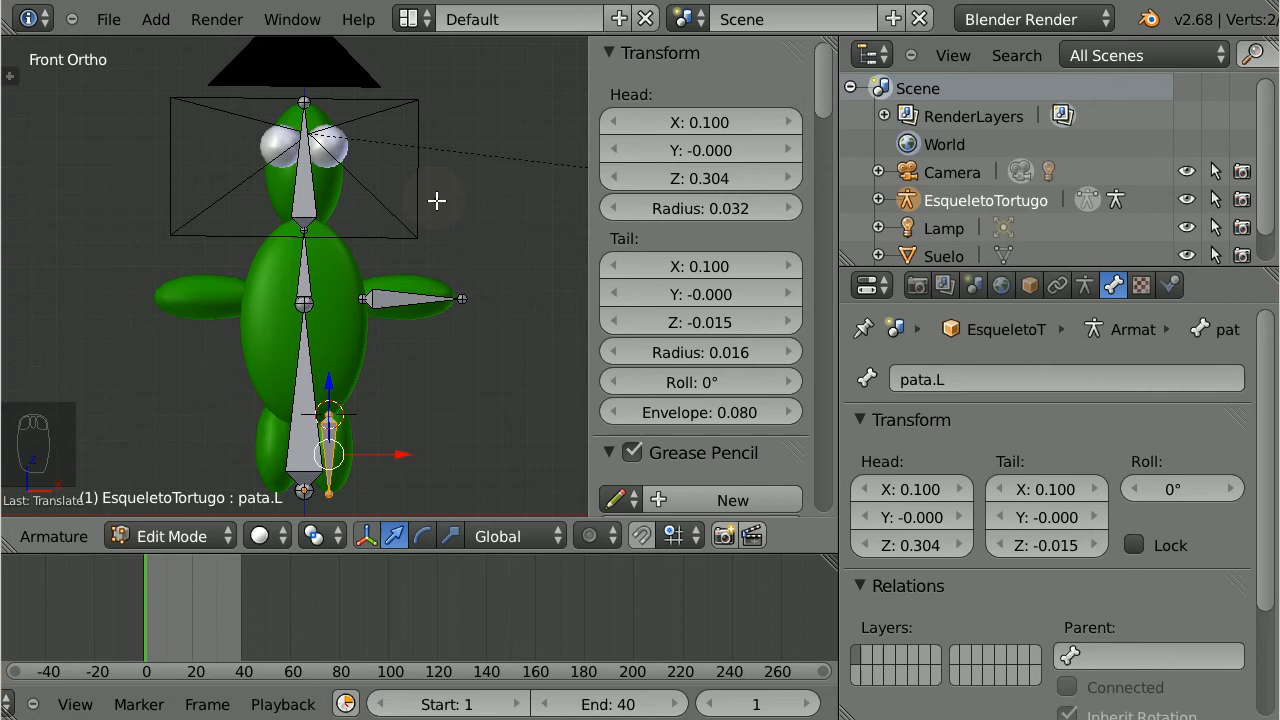 File Add Render Window Help Default Scene Blender Render v2.68 | Verts:2
Front Ortho
Z
X
Last: Translate
(1) EsqueletoTortugo : pata.L
Transform
Head:
X: 0.100
Y: -0.000
Z: 0.304
Radius: 0.032
Tail:
X: 0.100
Y: -0.000
Z: -0.015
Radius: 0.016
Roll: 0°
Envelope: 0.080
Grease Pencil
New
Armature Edit Mode Global
-40 -20 0 20 40 60 80 100 120 140 160 180 200 220 240 260
View Marker Frame Playback Start: 1 End: 40 1
View Search All Scenes
Scene
RenderLayers
World
Camera
EsqueletoTortugo
Lamp
Suelo
EsqueletoT Armat pat
pata.L
Transform
Head: Tail: Roll:
X: 0.100 X: 0.100 0°
Y: -0.000 Y: -0.000
Z: 0.304 Z: -0.015 Lock
Relations
Layers: Parent:
Connected
Inherit Rotation